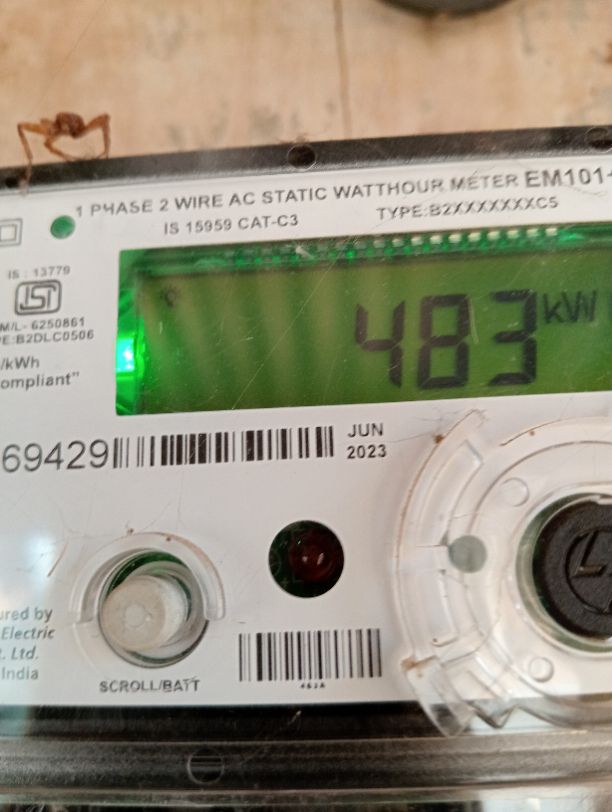 1 PHASE 2 WIRE AC STATIC WATTHOUR METER EM101+
IS 15959 CAT-C3
TYPE:B2XXXXXXXC5
IS : 13779
ISI
M/L- 6250861
PE:B2DLC0506
/kWh
ompliant"
483 kW
69429
JUN
2023
ured by
Electric
t. Ltd.
India
SCROLL/BATT